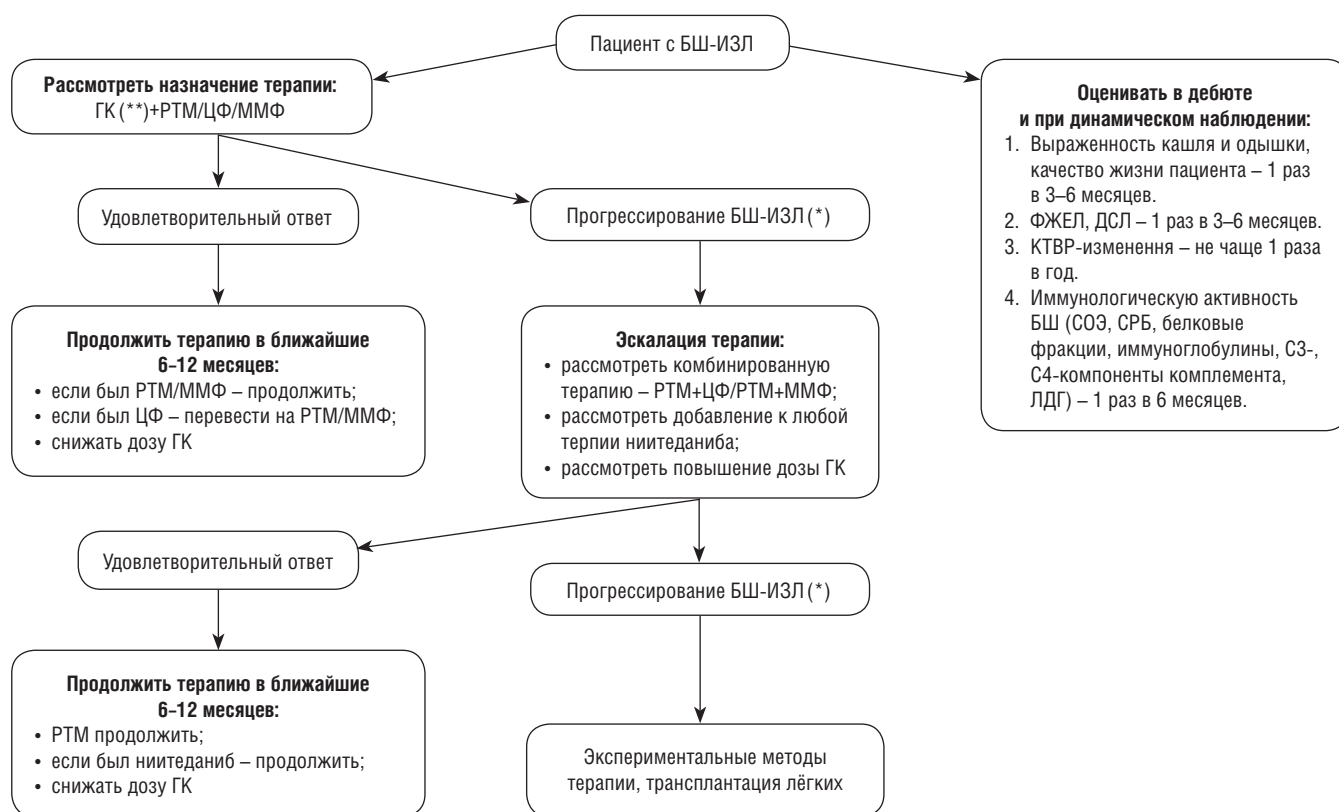 Пациент с БШ-ИЗЛ
Рассмотреть назначение терапии:
ГК (**)+РТМ/ЦФ/ММФ
Оценивать в дебюте
и при динамическом наблюдении:
1. Выраженность кашля и одышки,
качество жизни пациента – 1 раз
в 3–6 месяцев.
2. ФЖЕЛ, ДСЛ – 1 раз в 3–6 месяцев.
3. КТВР-изменення – не чаще 1 раза
в год.
4. Иммунологическую активность
БШ (СОЭ, СРБ, белковые
фракции, иммуноглобулины, С3-,
С4-компоненты комплемента,
ЛДГ) – 1 раз в 6 месяцев.
Удовлетворительный ответ
Прогрессирование БШ-ИЗЛ (*)
Продолжить терапию в ближайшие
6–12 месяцев:
• если был РТМ/ММФ – продолжить;
• если был ЦФ – перевести на РТМ/ММФ;
• снижать дозу ГК
Эскалация терапии:
• рассмотреть комбинированную
терапию – РТМ+ЦФ/РТМ+ММФ;
• рассмотреть добавление к любой
терпии ниитеданиба;
• рассмотреть повышение дозы ГК
Удовлетворительный ответ
Прогрессирование БШ-ИЗЛ (*)
Продолжить терапию в ближайшие
6–12 месяцев:
• РТМ продолжить;
• если был ниитеданиб – продолжить;
• снижать дозу ГК
Экспериментальные методы
терапии, трансплантация лёгких